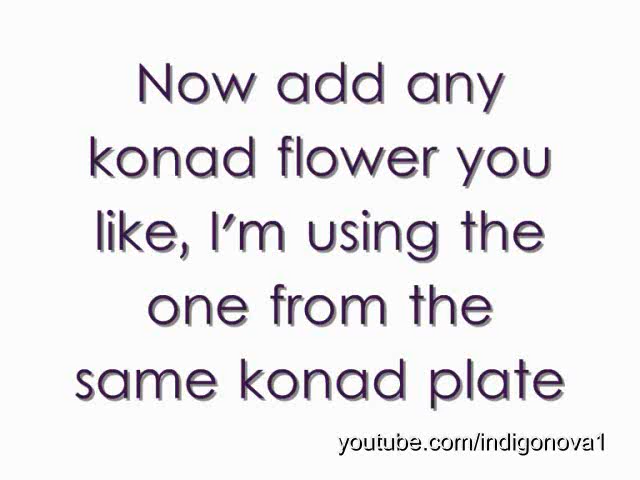 Now add any
konad flower you
like, I'm using the
one from the
same konad plate
youtube.com/indigonova1